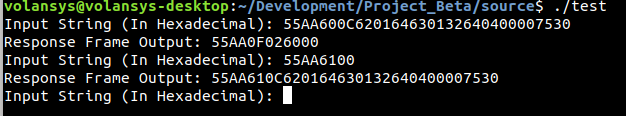 volansys@volansys-desktop:~/Development/Project_Beta/source$ ./test
Input String (In Hexadecimal): 55AA600C620164630132640400007530
Response Frame Output: 55AA0F026000
Input String (In Hexadecimal): 55AA6100
Response Frame Output: 55AA610C620164630132640400007530
Input String (In Hexadecimal):